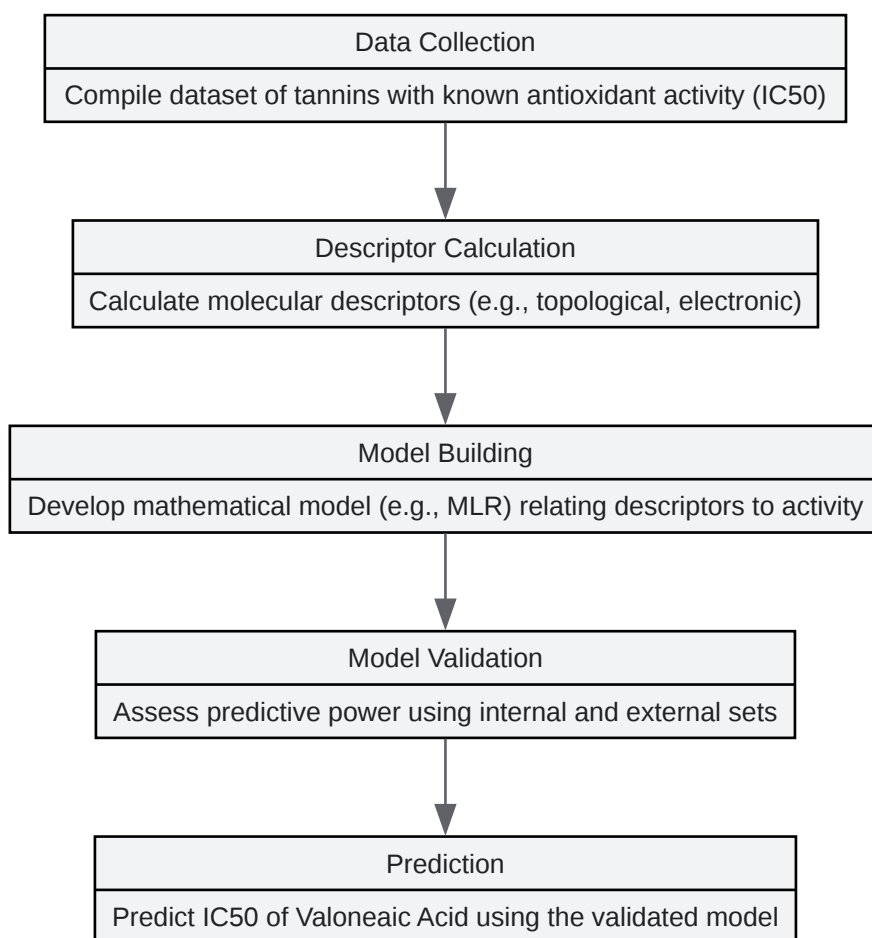 Data Collection
Compile dataset of tannins with known antioxidant activity (IC50)
Descriptor Calculation
Calculate molecular descriptors (e.g., topological, electronic)
Model Building
Develop mathematical model (e.g., MLR) relating descriptors to activity
Model Validation
Assess predictive power using internal and external sets
Prediction
Predict IC50 of Valoneaic Acid using the validated model